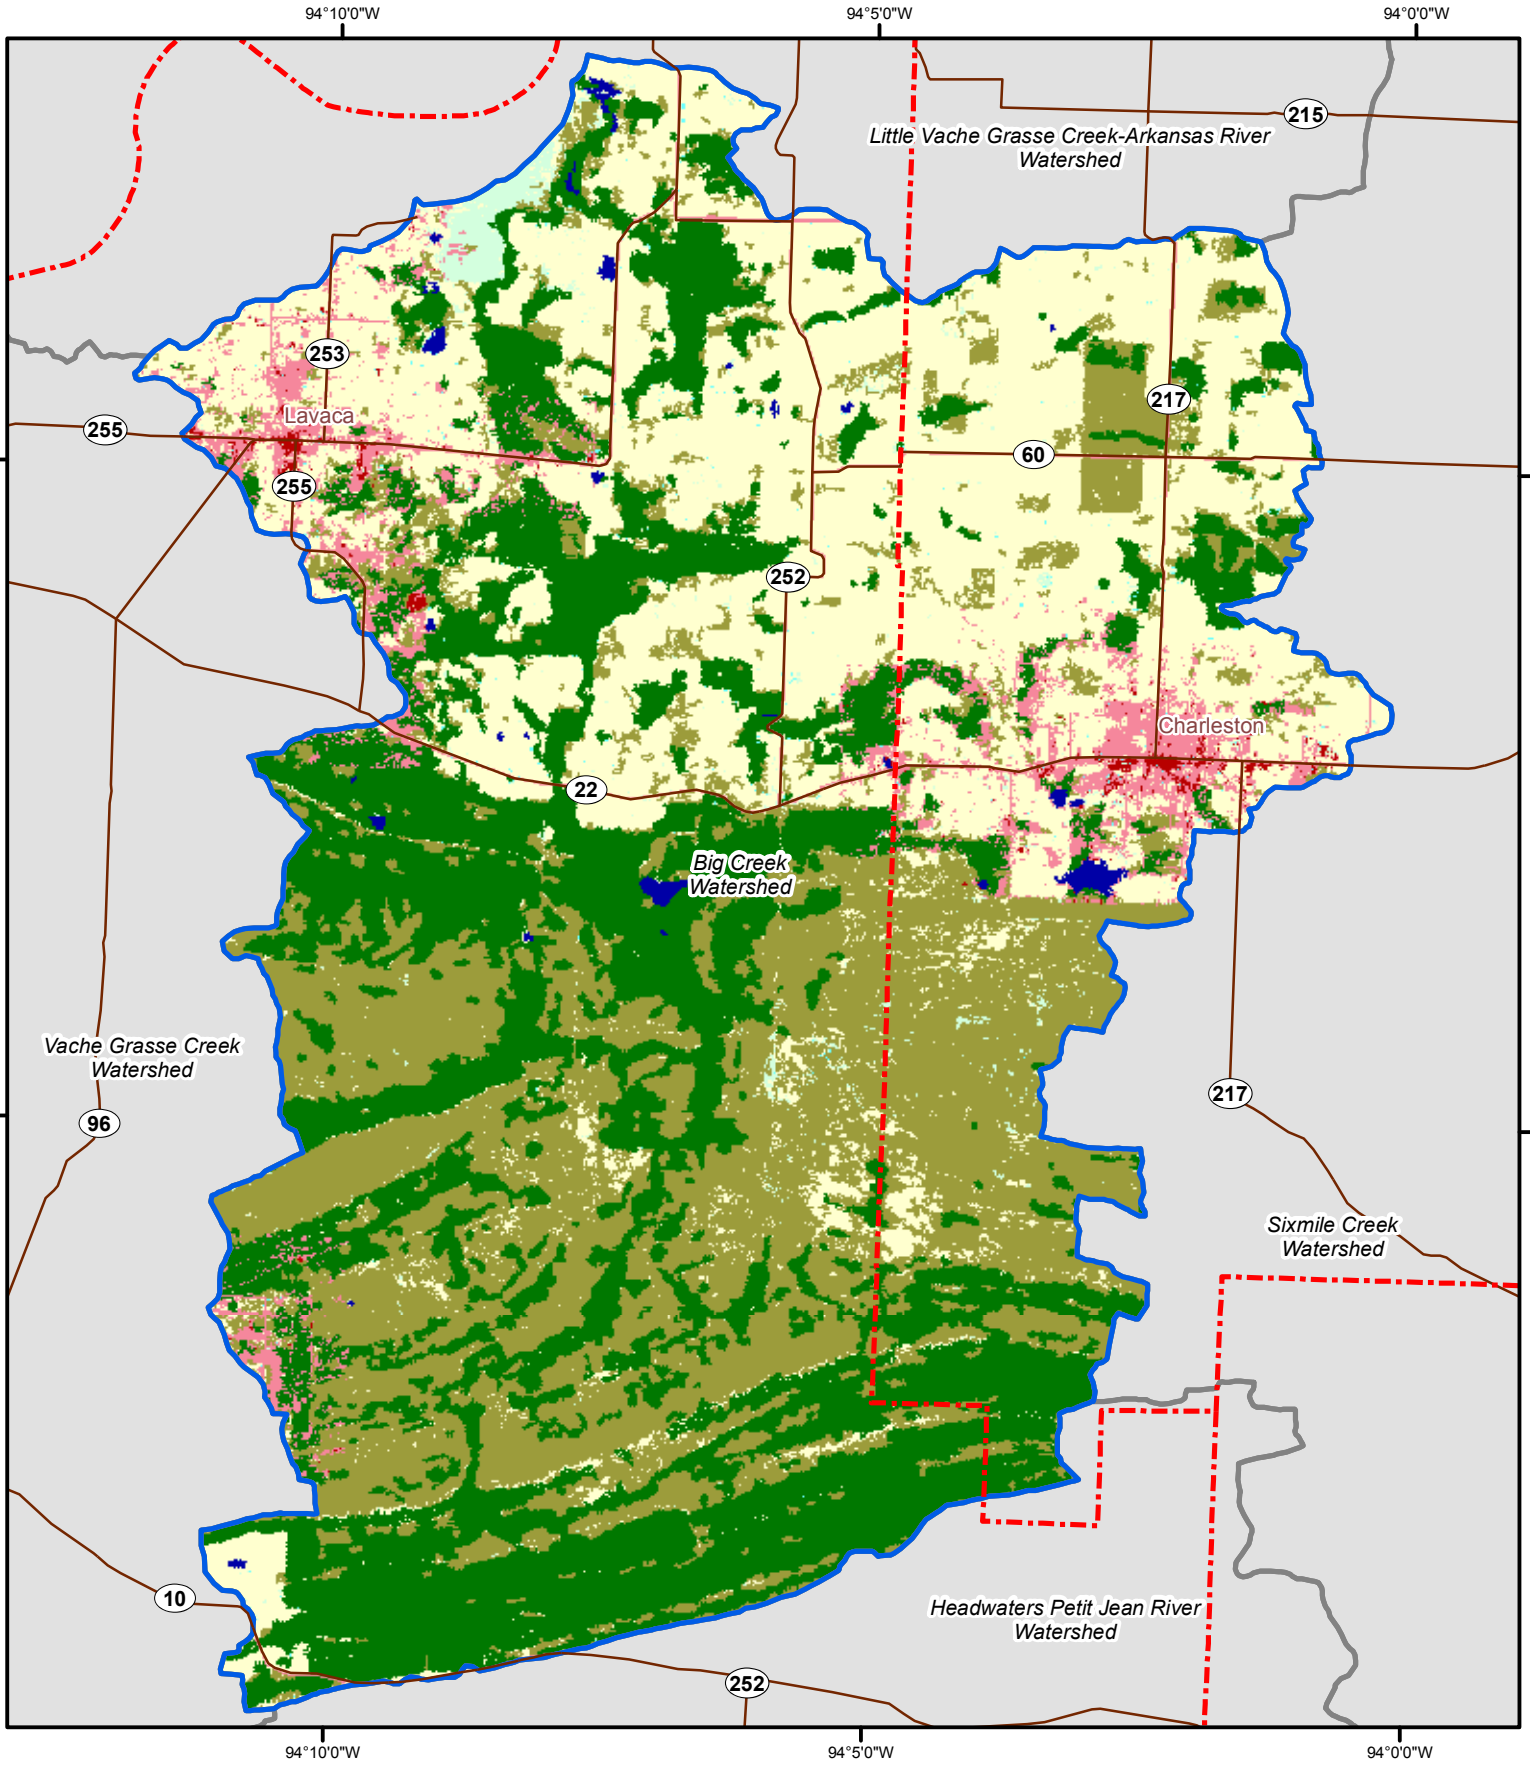 94°10'0"W
94°5'0"W
94°0'0"W
215
Little Vache Grasse Creek-Arkansas River
Watershed
253
217
Lavaca
255
60
255
252
Charleston
22
Big Creek
Watershed
Vache Grasse Creek
Watershed
217
96
Sixmile Creek
Watershed
10
Headwaters Petit Jean River
Watershed
252
94°10'0"W
94°5'0"W
94°0'0"W